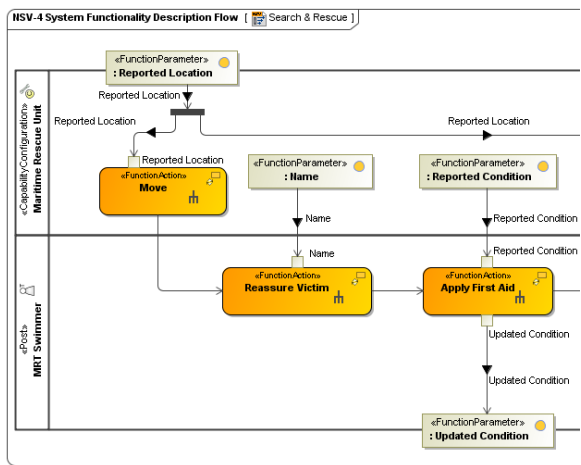 NSV-4 System Functionality Description Flow [ Search & Rescue ]
«FunctionParameter»
: Reported Location
Reported Location
Reported Location
Reported Location
Reported Location
«CapabilityConfiguration»
Maritime Rescue Unit
«FunctionAction»
Move
«FunctionParameter»
: Name
«FunctionParameter»
: Reported Condition
Name
Reported Condition
Name
Reported Condition
«Post»
MRT Swimmer
«FunctionAction»
Reassure Victim
«FunctionAction»
Apply First Aid
Updated Condition
Updated Condition
«FunctionParameter»
: Updated Condition